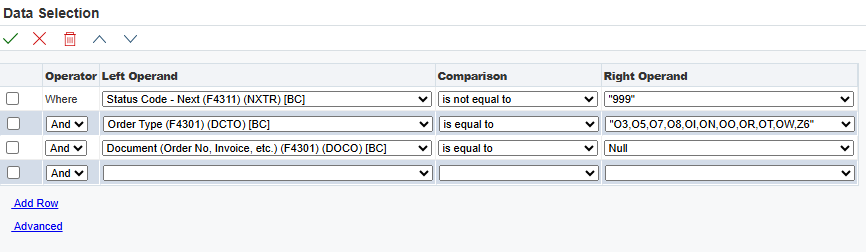 Data Selection
Operator Left Operand Comparison Right Operand
Where Status Code - Next (F4311) (NXTR) [BC] is not equal to "999"
And Order Type (F4301) (DCTO) [BC] is equal to "O3,O5,O7,O8,OI,ON,OO,OR,OT,OW,Z6"
And Document (Order No, Invoice, etc.) (F4301) (DOCO) [BC] is equal to Null
And
Add Row
Advanced